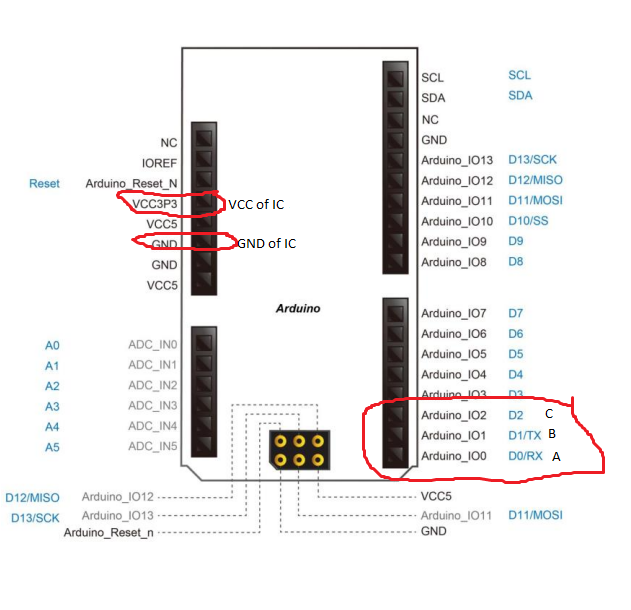 SCL SCL
SDA SDA
NC
GND
NC Arduino_IO13 D13/SCK
IOREF Arduino_IO12 D12/MISO
Reset Arduino_Reset_N Arduino_IO11 D11/MOSI
VCC3P3 VCC of IC Arduino_IO10 D10/SS
VCC5 Arduino_IO9 D9
GND GND of IC Arduino_IO8 D8
GND
VCC5
Arduino
Arduino_IO7 D7
Arduino_IO6 D6
A0 ADC_IN0 Arduino_IO5 D5
A1 ADC_IN1 Arduino_IO4 D4
A2 ADC_IN2 Arduino_IO3 D3
A3 ADC_IN3 Arduino_IO2 D2 C
A4 ADC_IN4 Arduino_IO1 D1/TX B
A5 ADC_IN5 Arduino_IO0 D0/RX A
D12/MISO Arduino_IO12 VCC5
D13/SCK Arduino_IO13 Arduino_IO11 D11/MOSI
Arduino_Reset_n GND